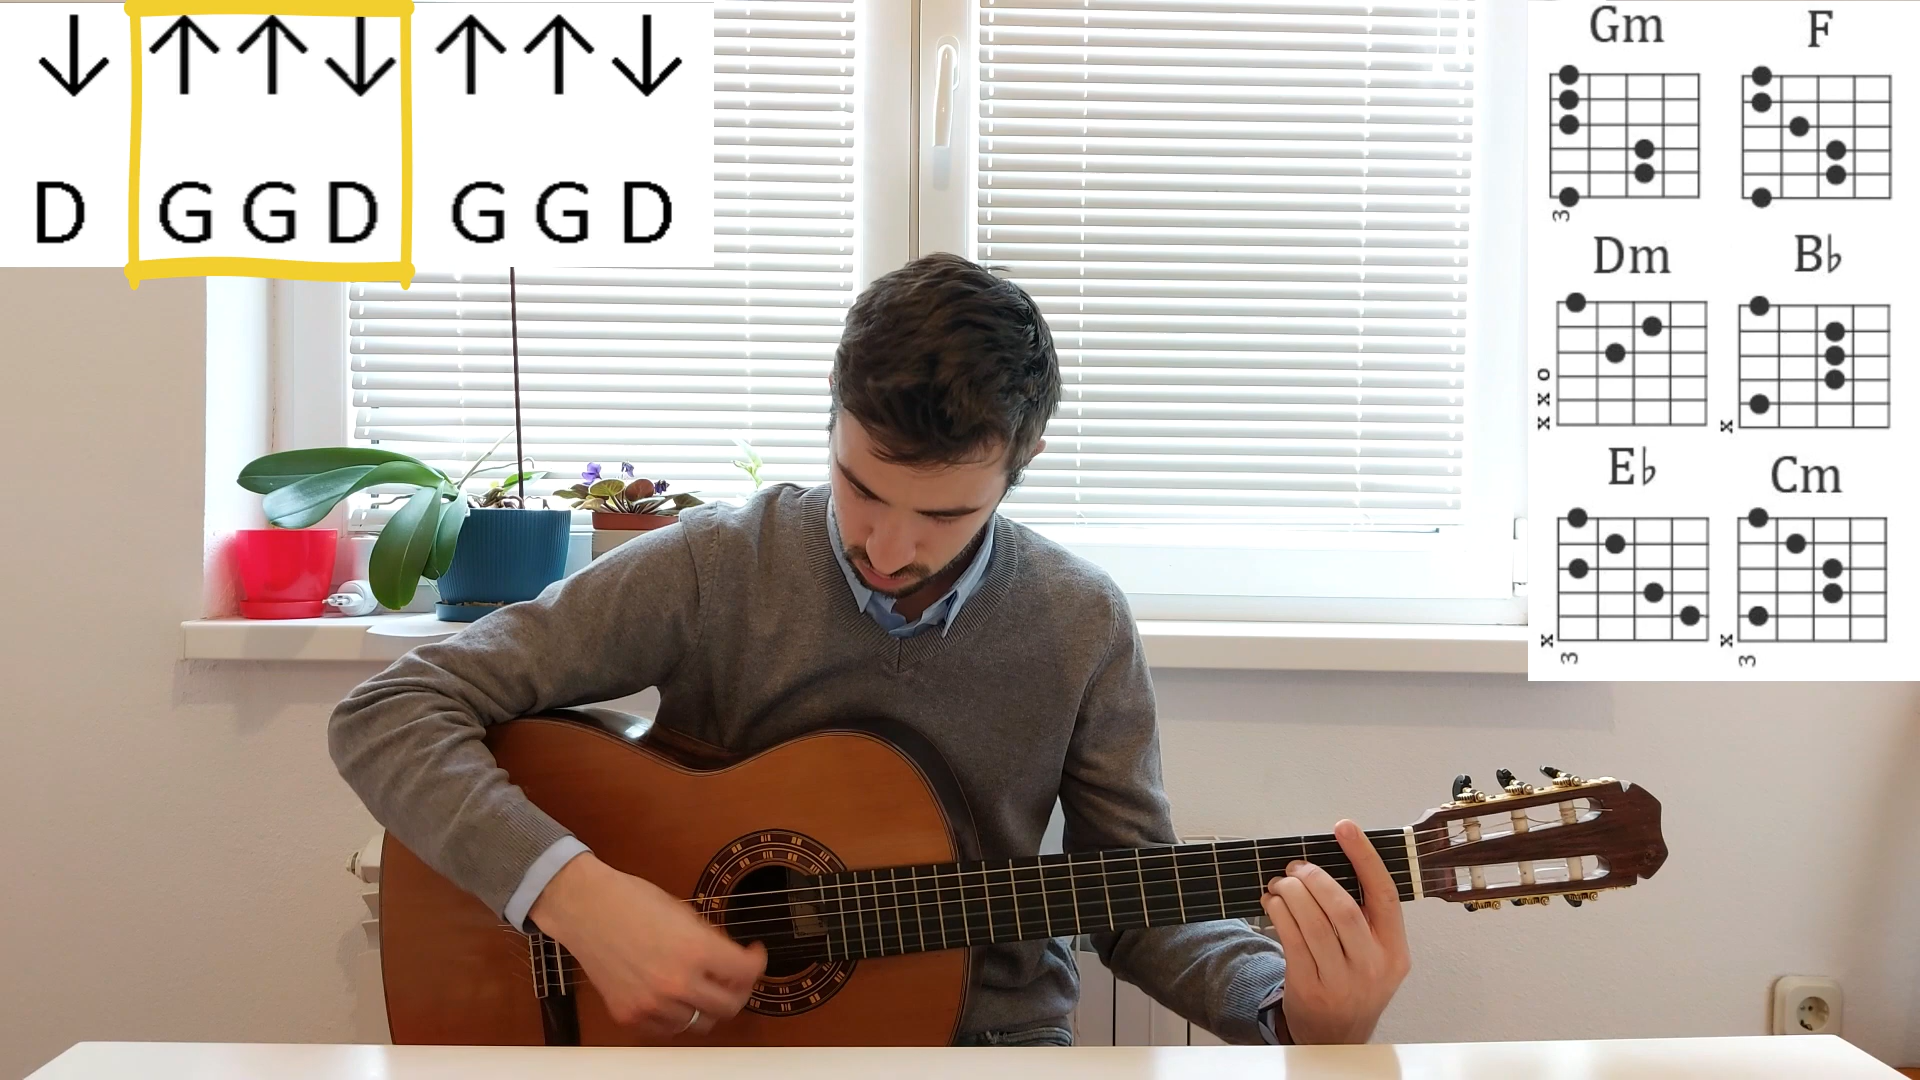 ↓ ↑ ↑ ↓ ↑ ↑ ↓
D G G D G G D
Gm F
3
Dm B♭
x x o
x
E♭ Cm
x
3
x
3